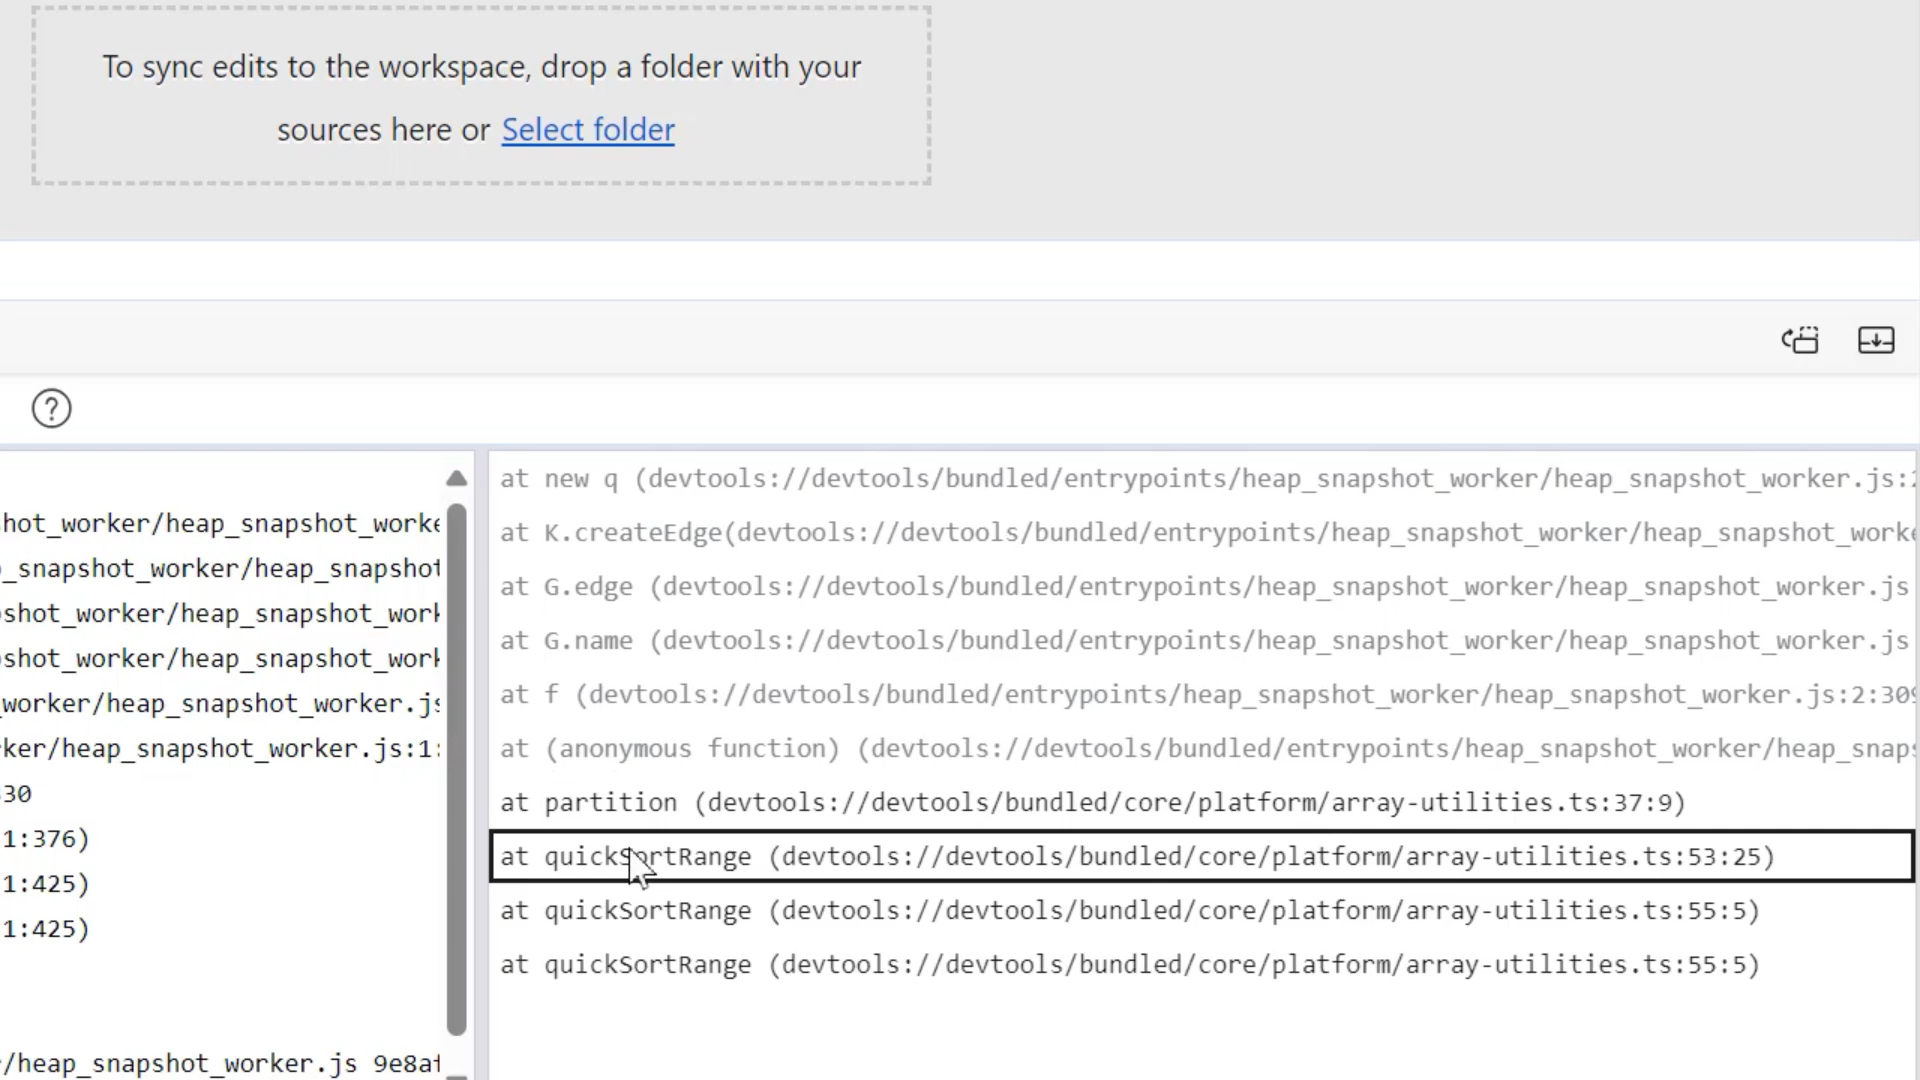 To sync edits to the workspace, drop a folder with your
sources here or Select folder
hot_worker/heap_snapshot_worke
_snapshot_worker/heap_snapshot
shot_worker/heap_snapshot_work
shot_worker/heap_snapshot_work
_worker/heap_snapshot_worker.js
ker/heap_snapshot_worker.js:1:
30
1:376)
1:425)
1:425)
/heap_snapshot_worker.js 9e8af
at new q (devtools://devtools/bundled/entrypoints/heap_snapshot_worker/heap_snapshot_worker.js:2
at K.createEdge(devtools://devtools/bundled/entrypoints/heap_snapshot_worker/heap_snapshot_worke
at G.edge (devtools://devtools/bundled/entrypoints/heap_snapshot_worker/heap_snapshot_worker.js
at G.name (devtools://devtools/bundled/entrypoints/heap_snapshot_worker/heap_snapshot_worker.js
at f (devtools://devtools/bundled/entrypoints/heap_snapshot_worker/heap_snapshot_worker.js:2:309
at (anonymous function) (devtools://devtools/bundled/entrypoints/heap_snapshot_worker/heap_snaps
at partition (devtools://devtools/bundled/core/platform/array-utilities.ts:37:9)
at quickSortRange (devtools://devtools/bundled/core/platform/array-utilities.ts:53:25)
at quickSortRange (devtools://devtools/bundled/core/platform/array-utilities.ts:55:5)
at quickSortRange (devtools://devtools/bundled/core/platform/array-utilities.ts:55:5)